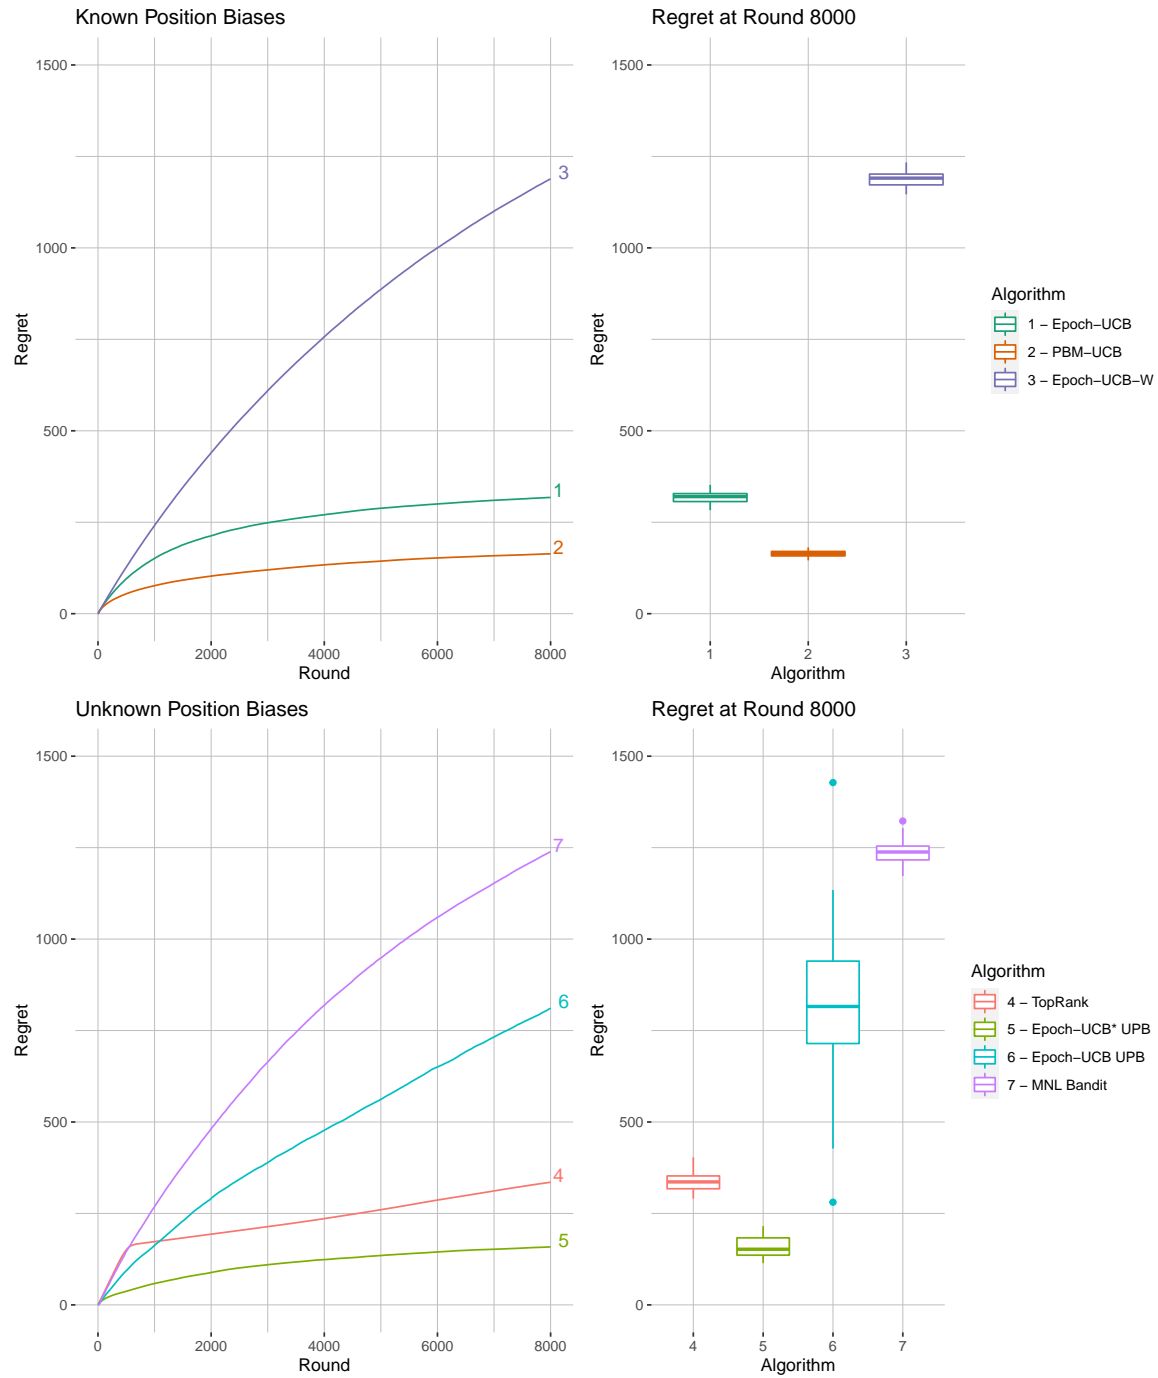 Known Position Biases
1500
1000
500
0
Regret
3
1
2
0 2000 4000 6000 8000
Round
Regret at Round 8000
1500
1000
500
0
Regret
1 2 3
Algorithm
Algorithm
1 − Epoch−UCB
2 − PBM−UCB
3 − Epoch−UCB−W
Unknown Position Biases
1500
1000
500
0
Regret
7
6
4
5
0 2000 4000 6000 8000
Round
Regret at Round 8000
1500
1000
500
0
Regret
4 5 6 7
Algorithm
Algorithm
4 − TopRank
5 − Epoch−UCB* UPB
6 − Epoch−UCB UPB
7 − MNL Bandit